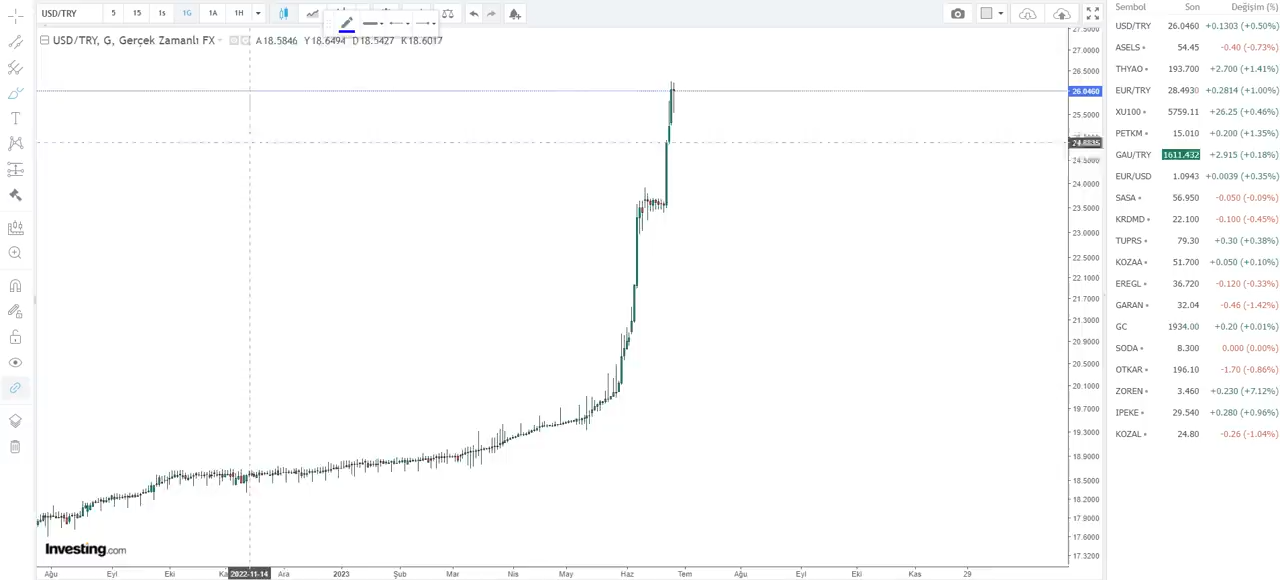 USD/TRY 5 15 1s 1G 1A 1H
USD/TRY, G, Gerçek Zamanlı FX A18.5846 Y18.6494 D18.5427 K18.6017
27.5000
27.0000
26.5000
26.0460
25.5000
24.6835
24.5000
24.0000
23.5000
23.0000
22.5000
22.1000
21.7000
21.3000
20.9000
20.5000
20.1000
19.7000
19.3000
18.9000
18.5000
18.2000
17.9000
17.6000
17.3200
Investing.com
Ağu Eyl Eki 2022-11-14 Ara 2023 Şub Mar Nis May Haz Tem Ağu Eyl Eki Kas 29
Sembol Son Değişim (%)
USD/TRY 26.0460 +0.1303 (+0.50%)
ASELS 54.45 -0.40 (-0.73%)
THYAO 193.700 +2.700 (+1.41%)
EUR/TRY 28.4930 +0.2814 (+1.00%)
XU100 5759.11 +26.25 (+0.46%)
PETKM 15.010 +0.200 (+1.35%)
GAU/TRY 1611.432 +2.915 (+0.18%)
EUR/USD 1.0943 +0.0039 (+0.35%)
SASA 56.950 -0.050 (-0.09%)
KRDMD 22.100 -0.100 (-0.45%)
TUPRS 79.30 +0.30 (+0.38%)
KOZAA 51.700 +0.050 (+0.10%)
EREGL 36.720 -0.120 (-0.33%)
GARAN 32.04 -0.46 (-1.42%)
GC 1934.00 +0.20 (+0.01%)
SODA 8.300 0.000 (0.00%)
OTKAR 196.10 -1.70 (-0.86%)
ZOREN 3.460 +0.230 (+7.12%)
IPEKE 29.540 +0.280 (+0.96%)
KOZAL 24.80 -0.26 (-1.04%)